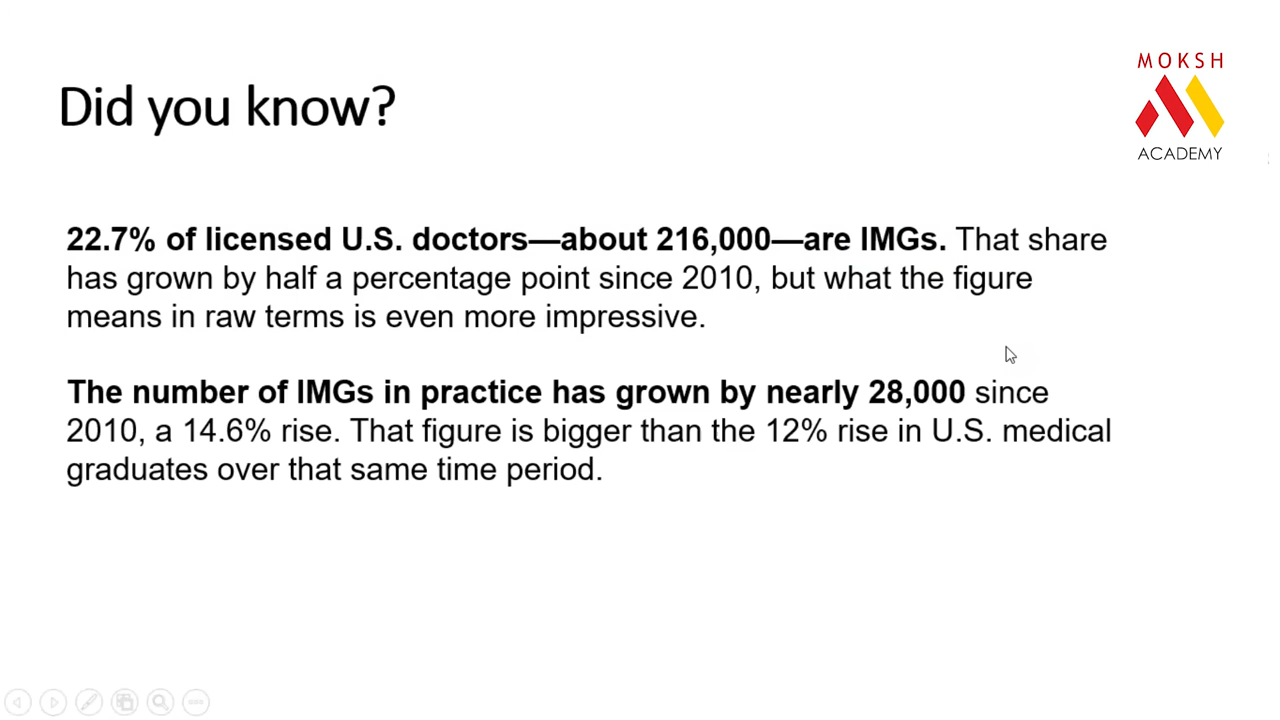 MOKSH
ACADEMY
Did you know?
22.7% of licensed U.S. doctors—about 216,000—are IMGs. That share
has grown by half a percentage point since 2010, but what the figure
means in raw terms is even more impressive.
The number of IMGs in practice has grown by nearly 28,000 since
2010, a 14.6% rise. That figure is bigger than the 12% rise in U.S. medical
graduates over that same time period.